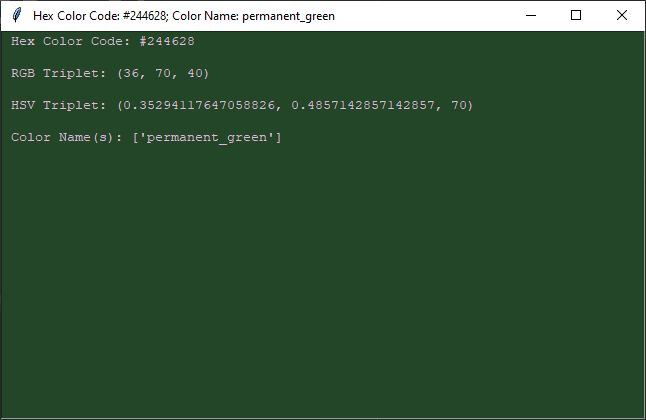 Hex Color Code: #244628; Color Name: permanent_green
Hex Color Code: #244628
RGB Triplet: (36, 70, 40)
HSV Triplet: (0.35294117647058826, 0.4857142857142857, 70)
Color Name(s): ['permanent_green']